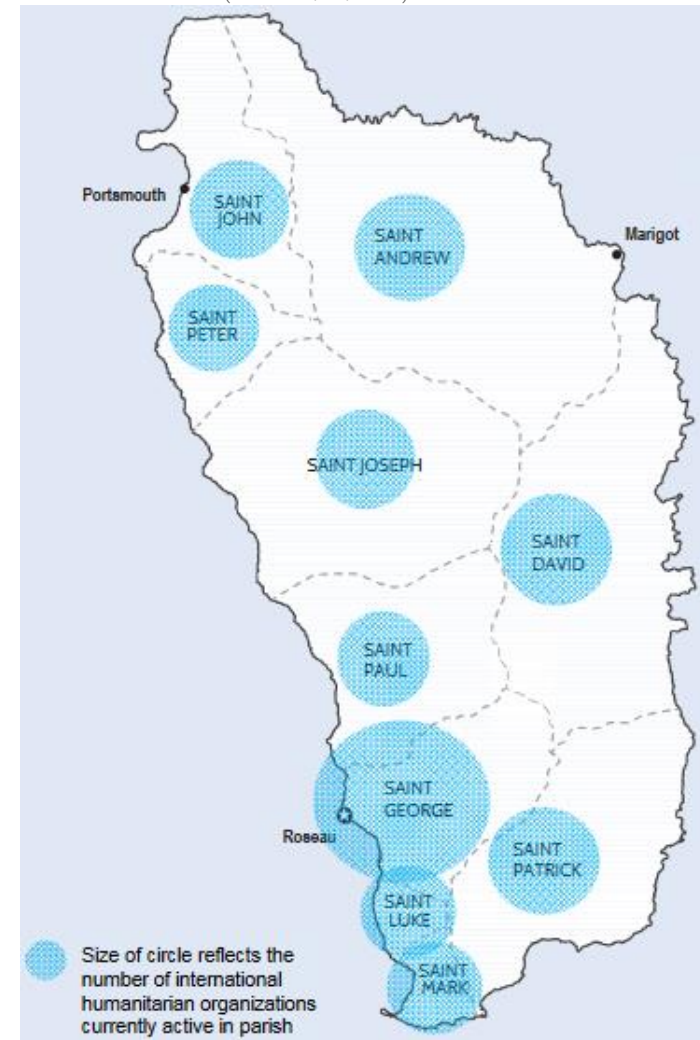 Portsmouth
SAINT
JOHN
SAINT
ANDREW
Marigot
SAINT
PETER
SAINT JOSEPH
SAINT
DAVID
SAINT
PAUL
SAINT
GEORGE
Roseau
SAINT
PATRICK
SAINT
LUKE
SAINT
MARK
Size of circle reflects the
number of international
humanitarian organizations
currently active in parish